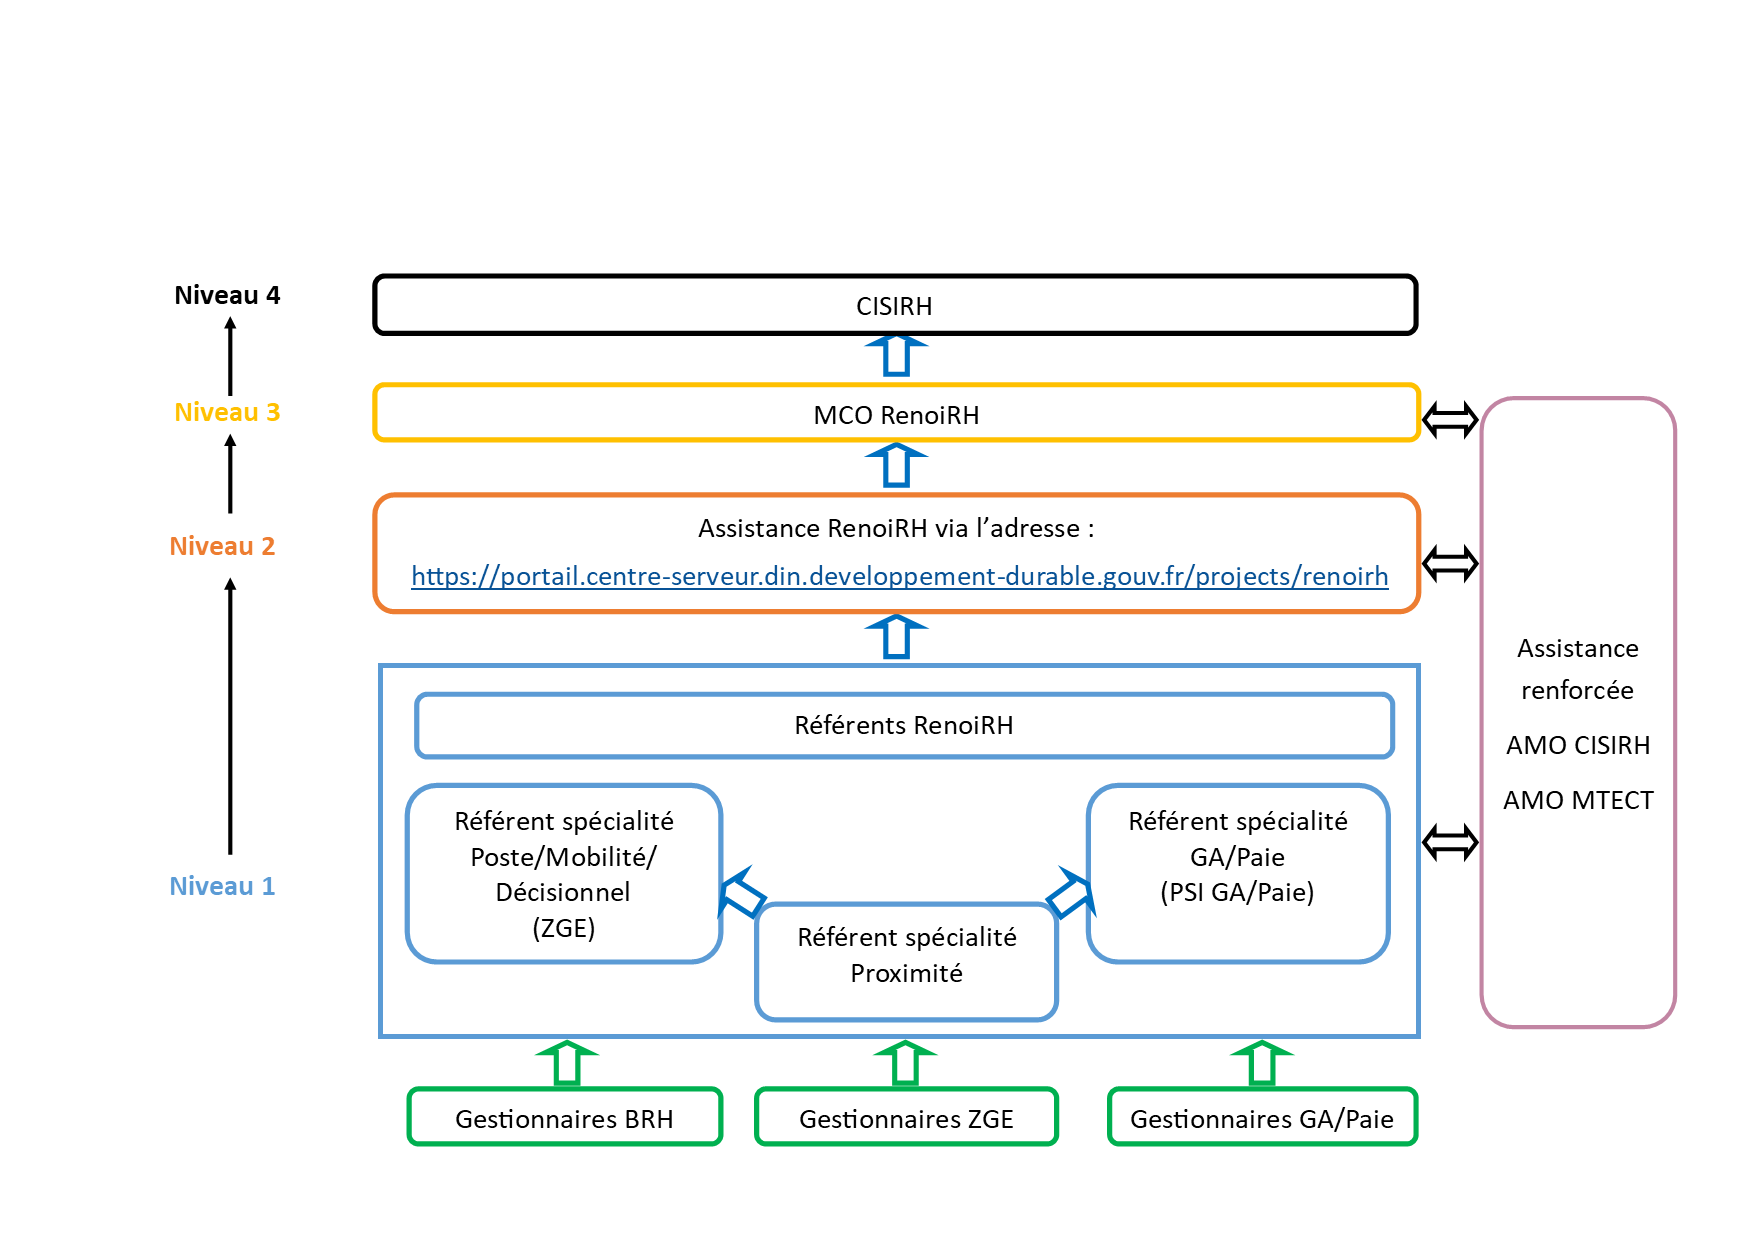 Niveau 4
CISIRH
Niveau 3
MCO RenoiRH
Niveau 2
Assistance RenoiRH via l’adresse :
https://portail.centre-serveur.din.developpement-durable.gouv.fr/projects/renoirh
Assistance
renforcée
AMO CISIRH
AMO MTECT
Référents RenoiRH
Niveau 1
Référent spécialité
Poste/Mobilité/
Décisionnel
(ZGE)
Référent spécialité
Proximité
Référent spécialité
GA/Paie
(PSI GA/Paie)
Gestionnaires BRH
Gestionnaires ZGE
Gestionnaires GA/Paie